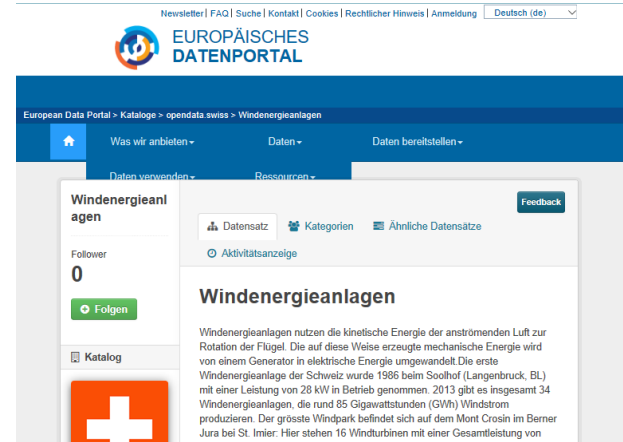 Newsletter | FAQ | Suche | Kontakt | Cookies | Rechtlicher Hinweis | Anmeldung Deutsch (de)
EUROPÄISCHES
DATENPORTAL
European Data Portal > Kataloge > opendata.swiss > Windenergieanlagen
Was wir anbieten Daten Daten bereitstellen
Daten verwenden Ressourcen
Windenergieanl
agen
Follower
0
Folgen
Katalog
Feedback
Datensatz Kategorien Ähnliche Datensätze
Aktivitätsanzeige
Windenergieanlagen
Windenergieanlagen nutzen die kinetische Energie der anströmenden Luft zur
Rotation der Flügel. Die auf diese Weise erzeugte mechanische Energie wird
von einem Generator in elektrische Energie umgewandelt.Die erste
Windenergieanlage der Schweiz wurde 1986 beim Soolhof (Langenbruck, BL)
mit einer Leistung von 28 kW in Betrieb genommen. 2013 gibt es insgesamt 34
Windenergieanlagen, die rund 85 Gigawattstunden (GWh) Windstrom
produzieren. Der grösste Windpark befindet sich auf dem Mont Crosin im Berner
Jura bei St. Imier: Hier stehen 16 Windturbinen mit einer Gesamtleistung von